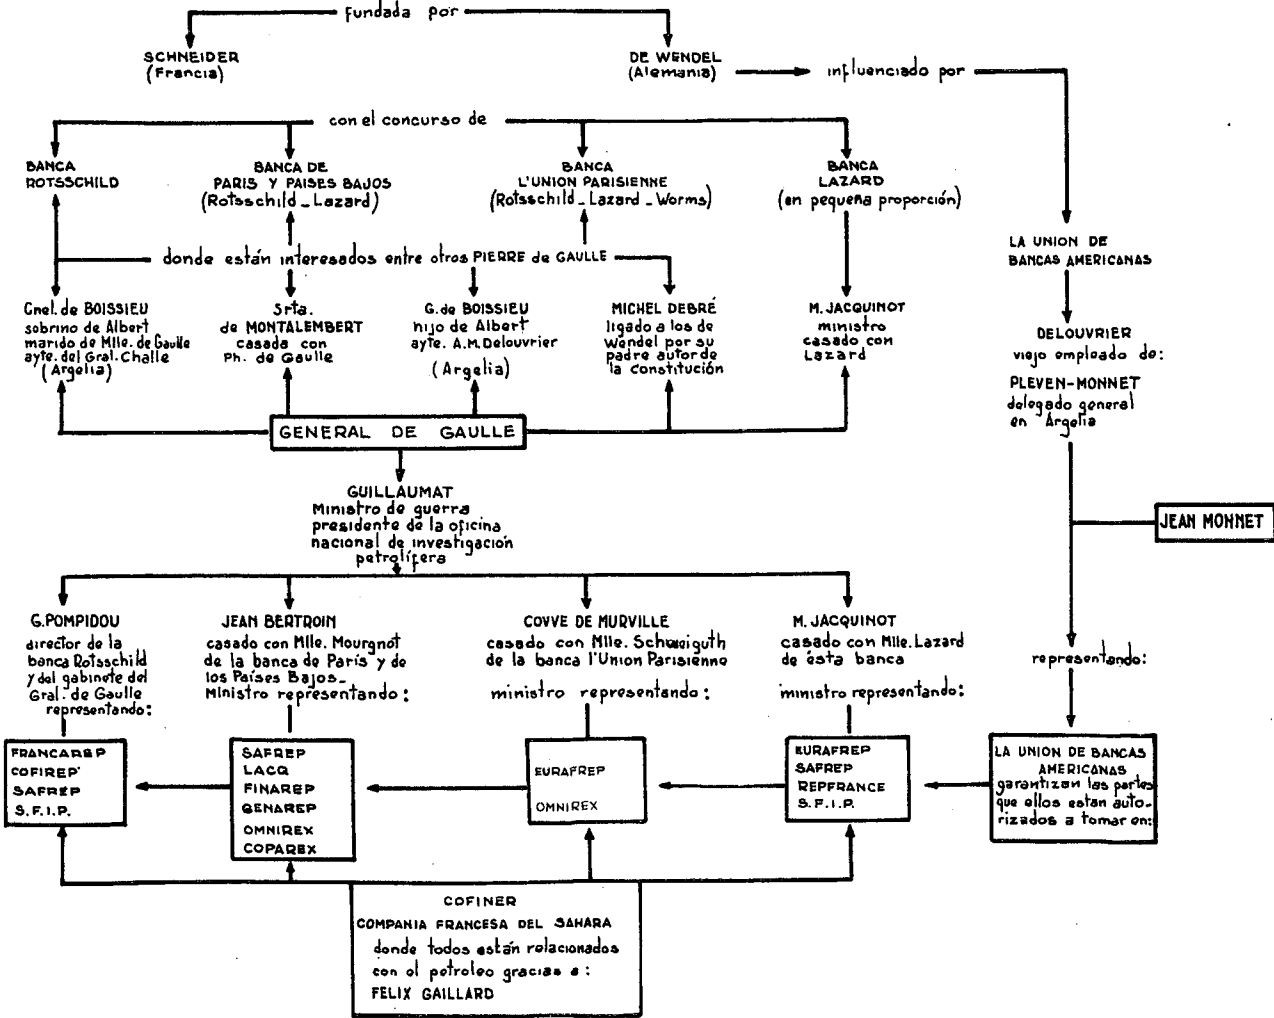 fundada por
SCHNEIDER
(Francia)
DE WENDEL
(Alemania)
influenciado por
con el concurso de
BANCA
ROTSSCHILD
BANCA DE
PARIS Y PAISES BAJOS
(Rotsschild_Lazard)
BANCA
L'UNION PARISIENNE
(Rotsschild_Lazard_Worms)
BANCA
LAZARD
(en pequeña proporción)
LA UNION DE
BANCAS AMERICANAS
donde están interesados entre otros PIERRE de GAULLE
Cnel. de BOISSIEU
sobrino de Albert
marido de Mlle. de Gaulle
ayte. del Gral. Challe
(Argelia)
Srta.
de MONTALEMBERT
casada con
Ph. de Gaulle
G. de BOISSIEU
hijo de Albert
ayte. A.M. Delouvrier
(Argelia)
MICHEL DEBRÉ
ligado a los de
Wendel por su
padre autor de
la constitución
M. JACQUINOT
ministro
casado con
Lazard
DELOUVRIER
viejo empleado de:
PLEVEN-MONNET
delegado general
en Argelia
GENERAL DE GAULLE
GUILLAUMAT
Ministro de guerra
presidente de la oficina
nacional de investigación
petrolífera
JEAN MONNET
G. POMPIDOU
director de la
banca Rotsschild
y del gabinete del
Gral. de Gaulle
representando:
JEAN BERTROIN
casado con Mlle. Mourgnot
de la banca de París y de
los Países Bajos_
Ministro representando:
COVVE DE MURVILLE
casado con Mlle. Schweiguth
de la banca l'Union Parisienne
ministro representando:
M. JACQUINOT
casado con Mlle. Lazard
de ésta banca
ministro representando:
representando:
FRANCAREP
COFIREP
SAFREP
S.F.I.P.
SAFREP
LACQ
FINAREP
GENAREP
OMNIREX
COPAREX
EURAFREP
OMNIREX
EURAFREP
SAFREP
REPFRANCE
S.F.I.P.
LA UNION DE BANCAS
AMERICANAS
garantizan las partes
que ellos estan auto-
rizados a tomar en:
COFINER
COMPANIA FRANCESA DEL SAHARA
donde todos están relacionados
con el petroleo gracias a:
FELIX GAILLARD